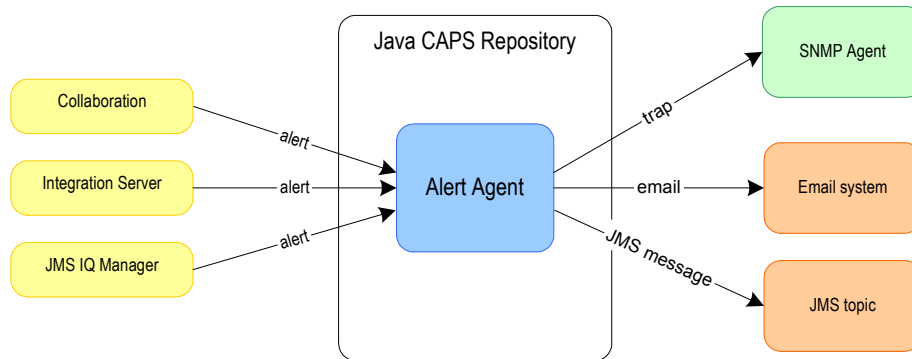 Java CAPS Repository
SNMP Agent
Collaboration
alert
trap
Integration Server
alert
Alert Agent
email
Email system
JMS IQ Manager
alert
JMS message
JMS topic